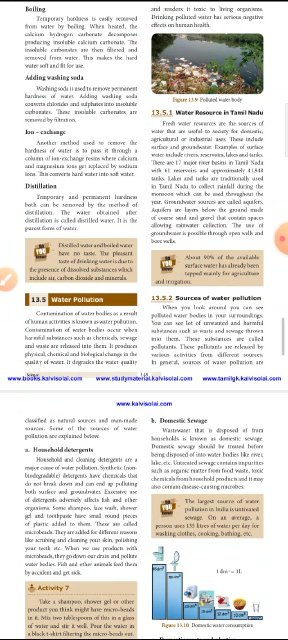 Boiling
Temporary hardness is easily removed
from water by boiling. When heated, the
calcium hydrogen carbonate decomposes
producing insoluble calcium carbonate. The
insoluble carbonates are then filtered and
removed from water. This makes the hard
water soft and fit for use.
Adding washing soda
Washing soda is used to remove permanent
hardness of water. Adding washing soda
converts chlorides and sulphates into insoluble
carbonates. These insoluble carbonates are
removed by filtration.
Ion – exchange
Another method used to remove the
hardness of water is to pass it through a
column of ion-exchange resins where calcium
and magnesium ions get replaced by sodium
ions. This converts hard water into soft water.
Distillation
Temporary and permanent hardness
both can be removed by the method of
distillation. The water obtained after
distillation is called distilled water. It is the
purest form of water.
Distilled water and boiled water
have no taste. The pleasant
taste of drinking water is due to
the presence of dissolved substances which
include air, carbon dioxide and minerals.
13.5 Water Pollution
Contamination of water bodies as a result
of human activities is known as water pollution.
Contamination of water bodies occur when
harmful substances such as chemicals, sewage
and waste are released into them. It produces
physical, chemical and biological change in the
quality of water. It degrades the water quality
and renders it toxic to living organisms.
Drinking polluted water has serious negative
effects on human health.
Figure 13.9 Polluted water body
13.5.1 Water Resource in Tamil Nadu
Fresh water resources are the sources of
water that are useful to society for domestic,
agricultural or industrial uses. These include
surface and groundwater. Examples of surface
water include rivers, reservoirs, lakes and tanks.
There are 17 major river basins in Tamil Nadu
with 61 reservoirs and approximately 41,948
tanks. Lakes and tanks are traditionally used
in Tamil Nadu to collect rainfall during the
monsoon which can be used throughout the
year. Groundwater sources are called aquifers.
Aquifers are layers below the ground made
of coarse sand and gravel that contain spaces
allowing rainwater collection. The use of
groundwater is possible through open wells and
bore wells.
About 90% of the available
surface water has already been
tapped mainly for agriculture
and irrigation.
13.5.2 Sources of water pollution
When you look around you can see
polluted water bodies in your surroundings.
You can see lot of unwanted and harmful
substances such as waste and sewage thrown
into them. These substances are called
pollutants. These pollutants are released by
various activities from different sources.
In general, sources of water pollution are
www.books.kalvisolai.com www.studymaterial.kalvisolai.com www.tamilgk.kalvisolai.com
www.kalvisolai.com
classified as natural sources and man-made
sources. Some of the sources of water
pollution are explained below.
a. Household detergents
Household and cleaning detergents are a
major cause of water pollution. Synthetic (non-
biodegradable) detergents have chemicals that
do not break down and can end up polluting
both surface and groundwater. Excessive use
of detergents adversely affects fish and other
organisms. Some shampoo, face wash, shower
gel and toothpaste have small round pieces
of plastic added to them. These are called
microbeads. They are added for different reasons
like scrubing and cleaning your skin, polishing
your teeth etc. When we use products with
microbeads, they go down our drain and pollute
water bodies. Fish and other animals feed them
by accident and get sick.
Activity 7
Take a shampoo, shower gel or other
product you think might have micro-beads
in it. Mix two tablespoons of this in a glass
of water and stir it well. Pour the water in
a black t-shirt filtering the micro-beads out.
b. Domestic Sewage
Wastewater that is disposed of from
households is known as domestic sewage.
Domestic sewage should be treated before
being disposed of into water bodies like river,
lake, etc. Untreated sewage contains impurities
such as organic matter from food waste, toxic
chemicals from household products and it may
also contain disease-causing microbes.
The largest source of water
pollution in India is untreated
sewage. On an average, a
person uses 135 litres of water per day for
washing clothes, cooking, bathing, etc.
1 dm³ = 1L
Figure 13.10 Domestic water consumption